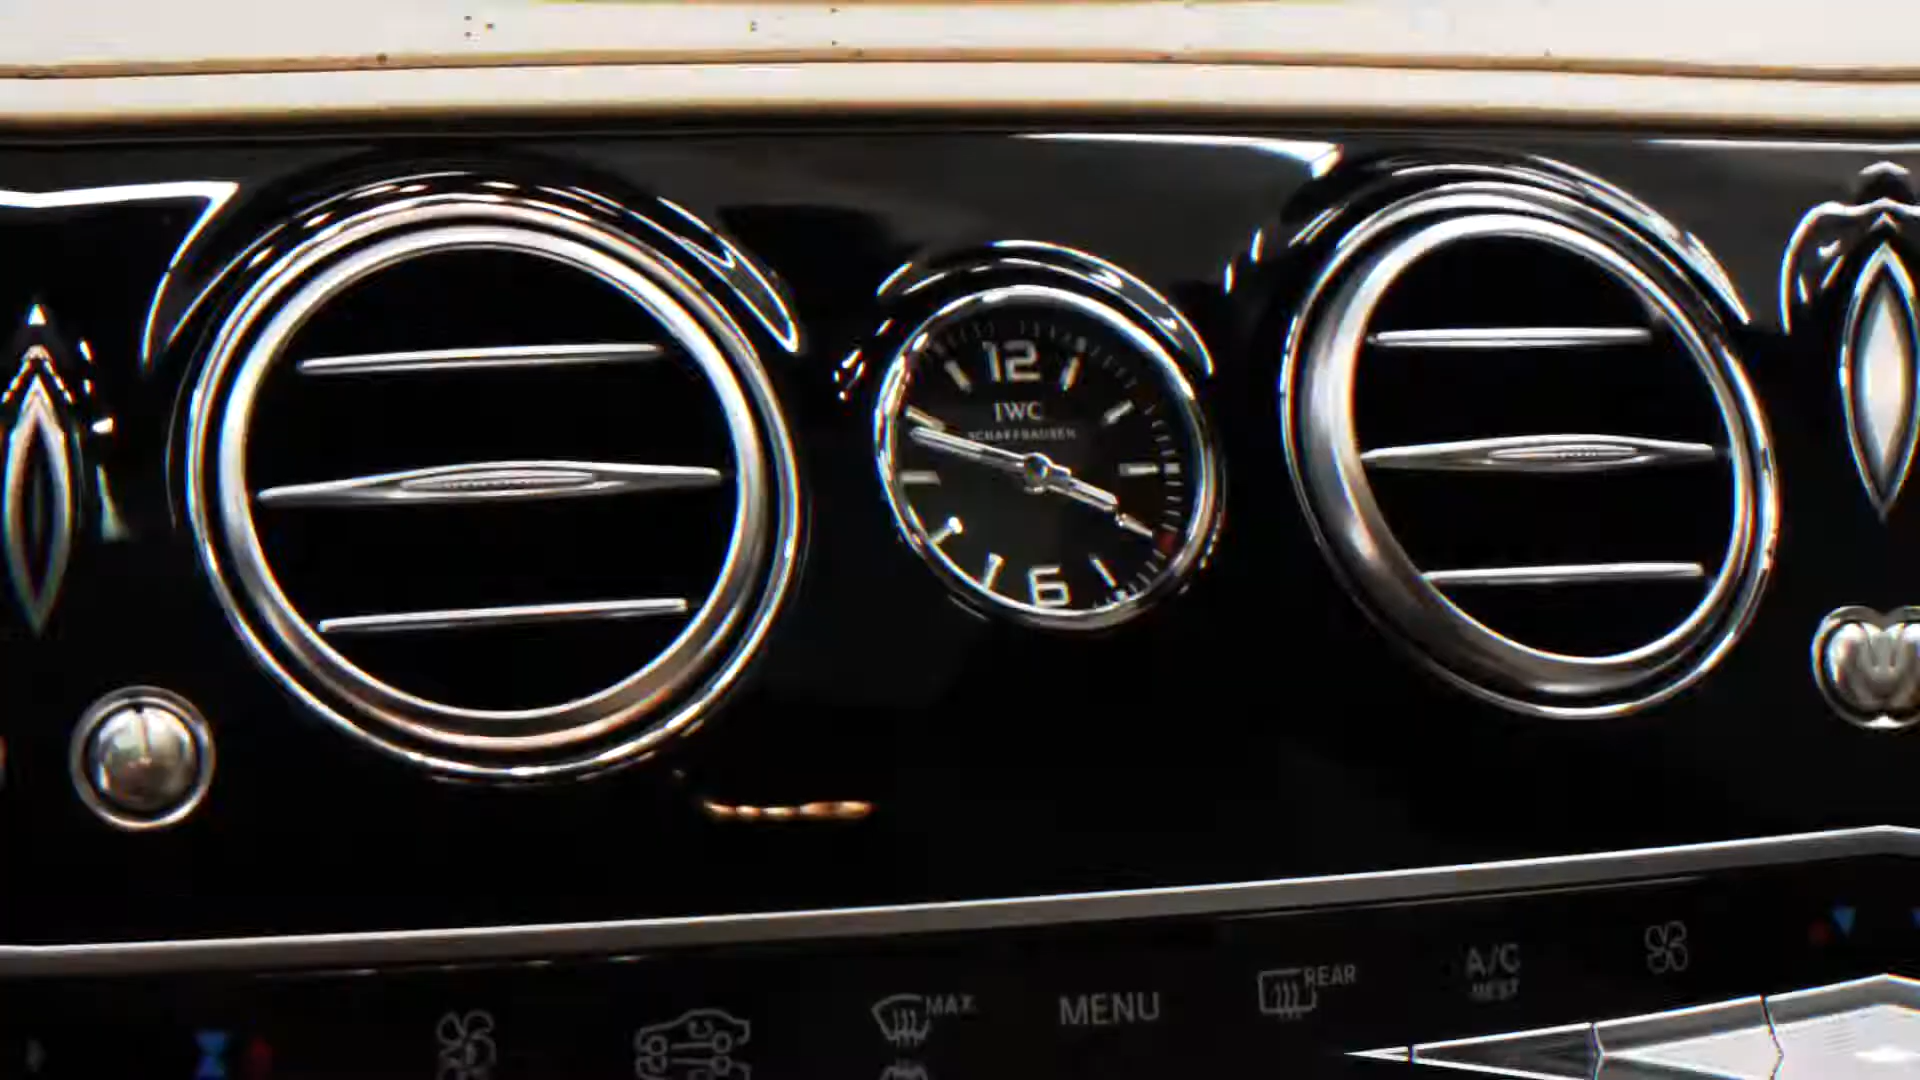 12
IWC
SCHAFFHAUSEN
6
MAX
MENU
REAR
A/C
REST